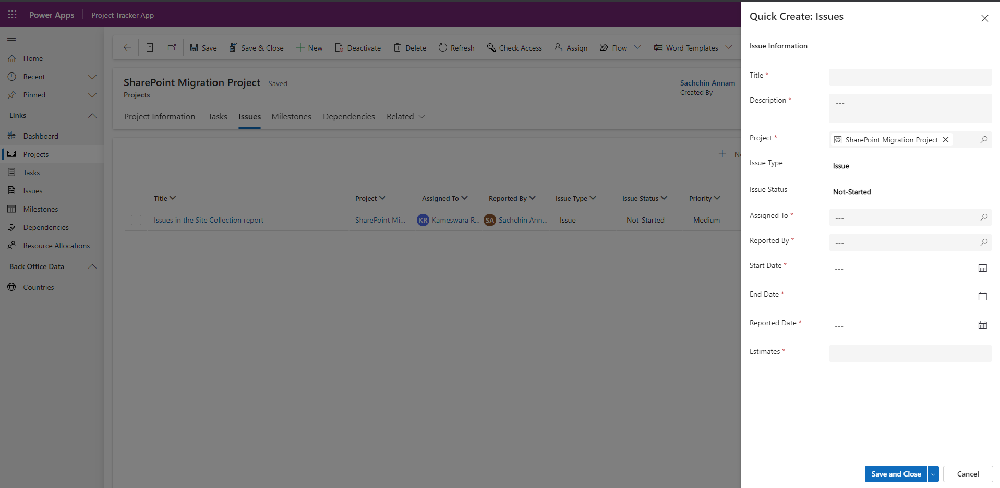 Power Apps
Project Tracker App
Home
Recent
Pinned
Links
Dashboard
Projects
Tasks
Issues
Milestones
Dependencies
Resource Allocations
Back Office Data
Countries
Save
Save & Close
New
Deactivate
Delete
Refresh
Check Access
Assign
Flow
Word Templates
SharePoint Migration Project - Saved
Projects
Sachchin Annam
Created By
Project Information
Tasks
Issues
Milestones
Dependencies
Related
Title
Project
Assigned To
Reported By
Issue Type
Issue Status
Priority
Issues in the Site Collection report
SharePoint Mi...
KR
Kameswara R...
SA
Sachchin Ann...
Issue
Not-Started
Medium
Quick Create: Issues
Issue Information
Title *
---
Description *
---
Project *
SharePoint Migration Project
Issue Type
Issue
Issue Status
Not-Started
Assigned To *
---
Reported By *
---
Start Date *
---
End Date *
---
Reported Date *
---
Estimates *
---
Save and Close
Cancel